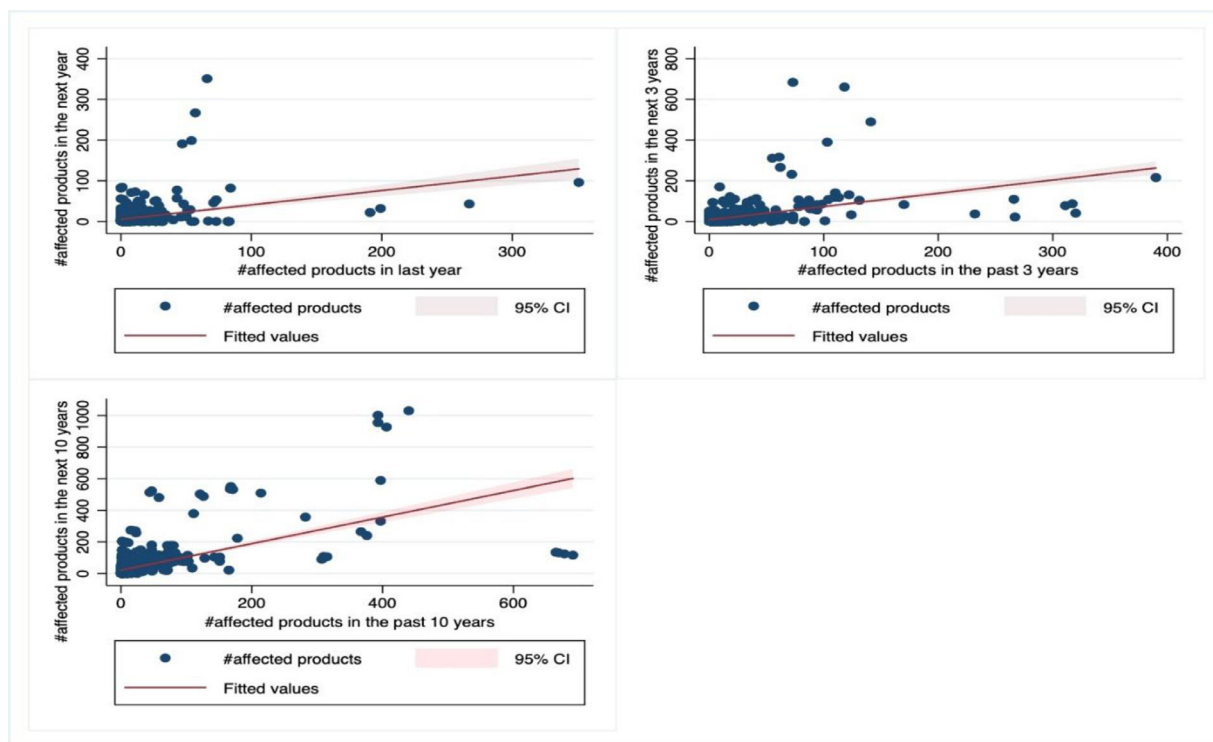 #affected products in the next year
400
300
200
100
0
0 100 200 300
#affected products in last year
#affected products 95% CI
Fitted values
#affected products in the next 3 years
800
600
400
200
0
0 100 200 300 400
#affected products in the past 3 years
#affected products 95% CI
Fitted values
#affected products in the next 10 years
1000
800
600
400
200
0
0 200 400 600
#affected products in the past 10 years
#affected products 95% CI
Fitted values